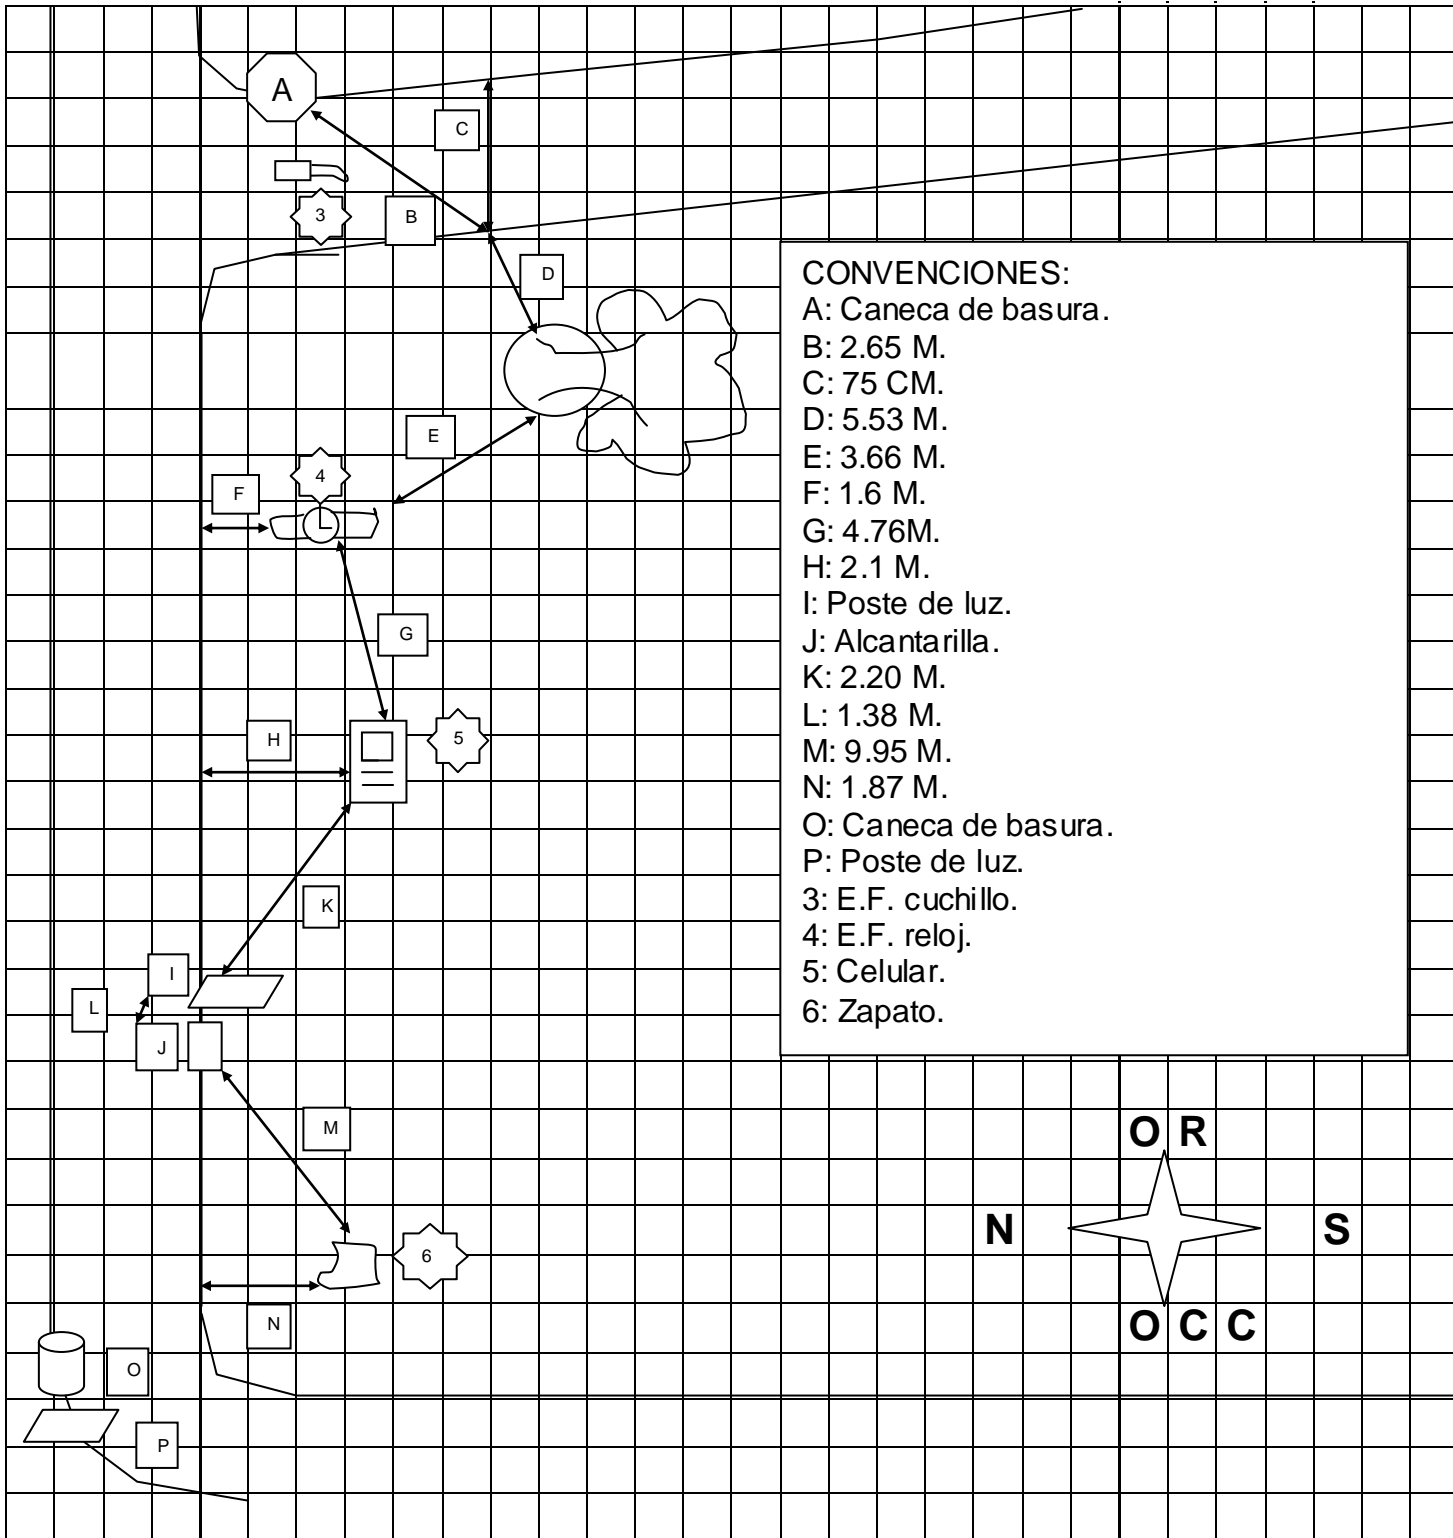 A
C
3
B
D
CONVENCIONES:
A: Caneca de basura.
B: 2.65 M.
C: 75 CM.
D: 5.53 M.
E: 3.66 M.
F: 1.6 M.
G: 4.76M.
H: 2.1 M.
I: Poste de luz.
J: Alcantarilla.
K: 2.20 M.
L: 1.38 M.
M: 9.95 M.
N: 1.87 M.
O: Caneca de basura.
P: Poste de luz.
3: E.F. cuchillo.
4: E.F. reloj.
5: Celular.
6: Zapato.
E
4
F
G
H
5
K
I
L
J
M
O R
N
S
O C C
6
N
O
P